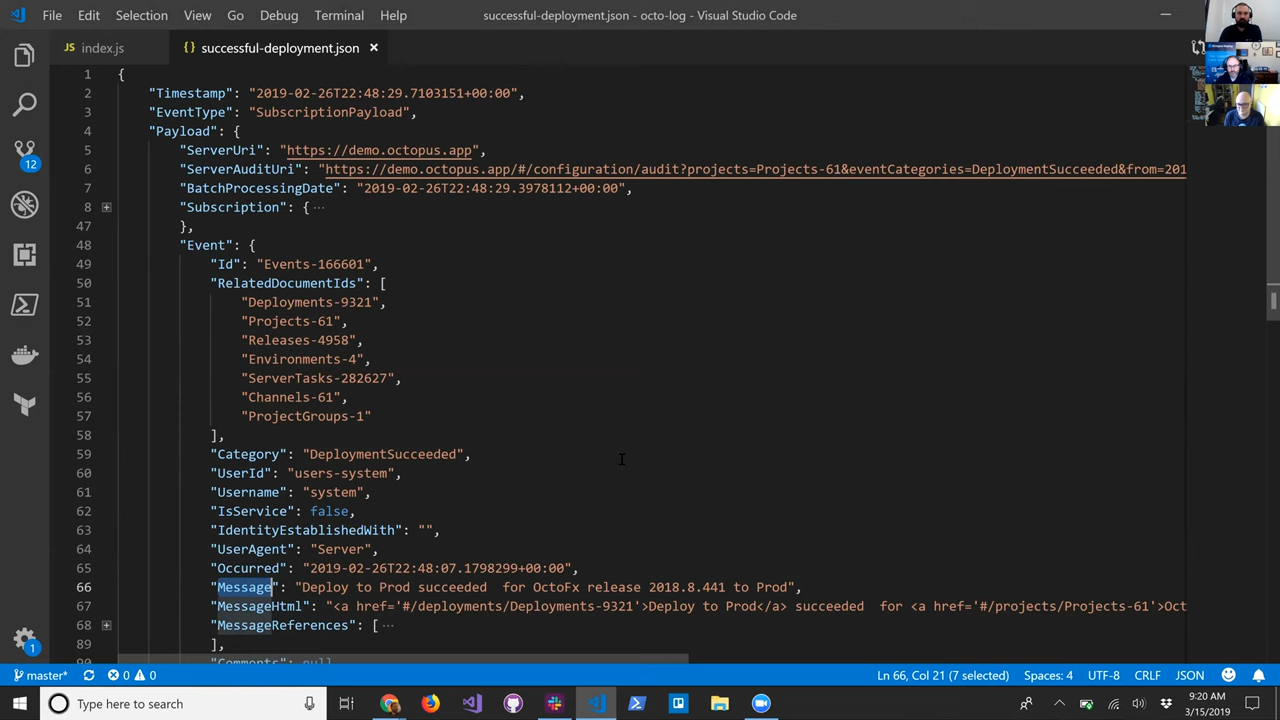 File Edit Selection View Go Debug Terminal Help successful-deployment.json - octo-log - Visual Studio Code
JS index.js {} successful-deployment.json ×
1 {
2 "Timestamp": "2019-02-26T22:48:29.7103151+00:00",
3 "EventType": "SubscriptionPayload",
4 "Payload": {
5 "ServerUri": "https://demo.octopus.app",
6 "ServerAuditUri": "https://demo.octopus.app/#/configuration/audit?projects=Projects-61&eventCategories=DeploymentSucceeded&from=201
7 "BatchProcessingDate": "2019-02-26T22:48:29.3978112+00:00",
8 "Subscription": { ...
47 },
48 "Event": {
49 "Id": "Events-166601",
50 "RelatedDocumentIds": [
51 "Deployments-9321",
52 "Projects-61",
53 "Releases-4958",
54 "Environments-4",
55 "ServerTasks-282627",
56 "Channels-61",
57 "ProjectGroups-1"
58 ],
59 "Category": "DeploymentSucceeded",
60 "UserId": "users-system",
61 "Username": "system",
62 "IsService": false,
63 "IdentityEstablishedWith": "",
64 "UserAgent": "Server",
65 "Occurred": "2019-02-26T22:48:07.1798299+00:00",
66 "Message": "Deploy to Prod succeeded  for OctoFx release 2018.8.441 to Prod",
67 "MessageHtml": "<a href='#/deployments/Deployments-9321'>Deploy to Prod</a> succeeded  for <a href='#/projects/Projects-61'>Oct
68 "MessageReferences": [ ...
89 ],
90 "Comments": null
12
1
master* 0 0 Ln 66, Col 21 (7 selected) Spaces: 4 UTF-8 CRLF JSON 1
Type here to search 9:20 AM
3/15/2019